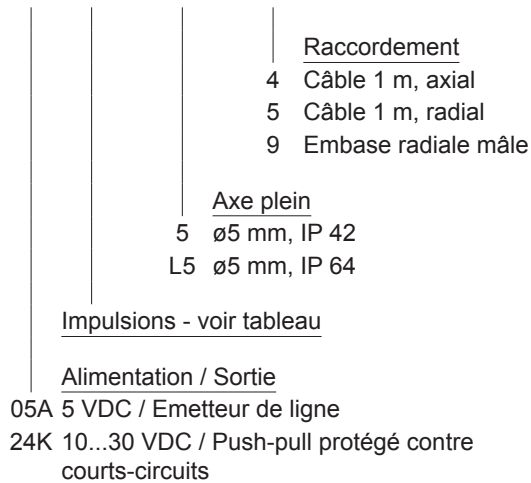 Raccordement
4 Câble 1 m, axial
5 Câble 1 m, radial
9 Embase radiale mâle
Axe plein
5 ø5 mm, IP 42
L5 ø5 mm, IP 64
Impulsions - voir tableau
Alimentation / Sortie
05A 5 VDC / Emetteur de ligne
24K 10...30 VDC / Push-pull protégé contre
courts-circuits